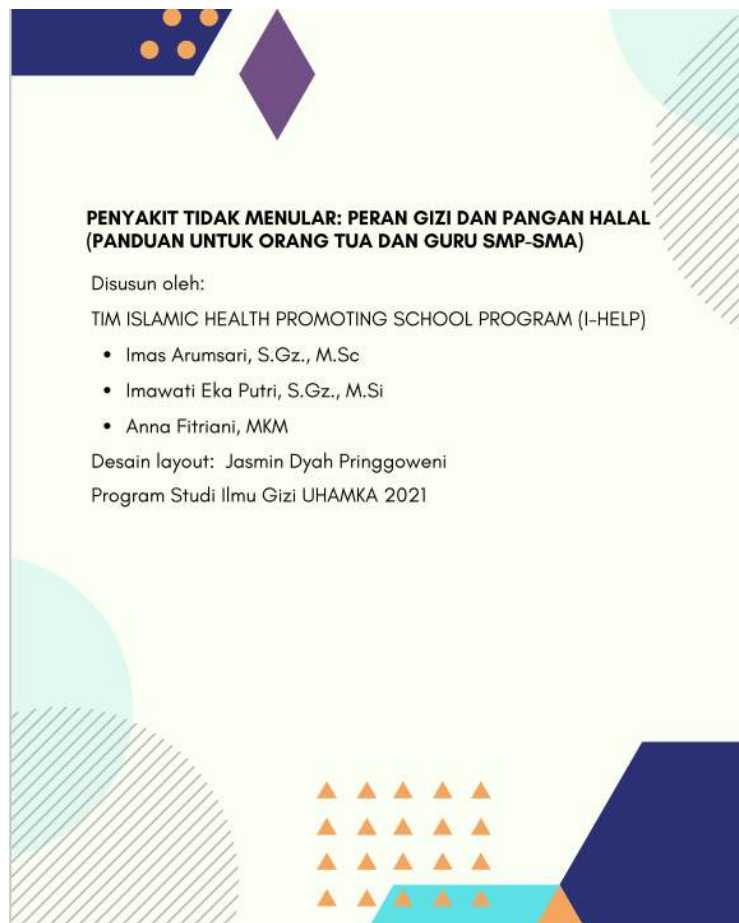 PENYAKIT TIDAK MENULAR: PERAN GIZI DAN PANGAN HALAL
(PANDUAN UNTUK ORANG TUA DAN GURU SMP-SMA)
Disusun oleh:
TIM ISLAMIC HEALTH PROMOTING SCHOOL PROGRAM (I-HELP)
• Imas Arumsari, S.Gz., M.Sc
• Imawati Eka Putri, S.Gz., M.Si
• Anna Fitriani, MKM
Desain layout: Jasmin Dyah Pringgoweni
Program Studi Ilmu Gizi UHAMKA 2021